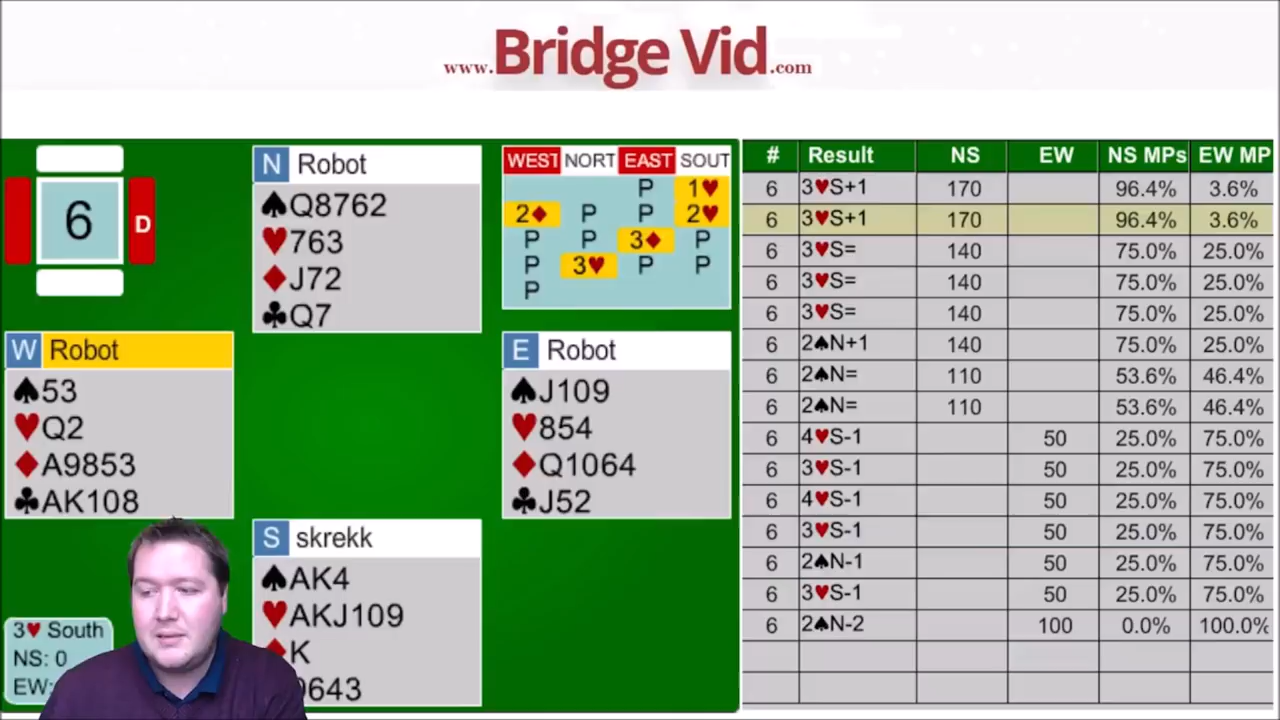 www.Bridge Vid.com
6
D
N Robot
♠Q8762
♥763
♦J72
♣Q7
WEST NORT EAST SOUT
P 1♥
2♦ P P 2♥
P P 3♦ P
P 3♥ P P
P
W Robot
♠53
♥Q2
♦A9853
♣AK108
E Robot
♠J109
♥854
♦Q1064
♣J52
S skrekk
♠AK4
♥AKJ109
♦K
643
3♥ South
NS: 0
EW:
# Result NS EW NS MPs EW MP
6 3♥S+1 170 96.4% 3.6%
6 3♥S+1 170 96.4% 3.6%
6 3♥S= 140 75.0% 25.0%
6 3♥S= 140 75.0% 25.0%
6 3♥S= 140 75.0% 25.0%
6 2♠N+1 140 75.0% 25.0%
6 2♠N= 110 53.6% 46.4%
6 2♠N= 110 53.6% 46.4%
6 4♥S-1 50 25.0% 75.0%
6 3♥S-1 50 25.0% 75.0%
6 4♥S-1 50 25.0% 75.0%
6 3♥S-1 50 25.0% 75.0%
6 2♠N-1 50 25.0% 75.0%
6 3♥S-1 50 25.0% 75.0%
6 2♠N-2 100 0.0% 100.0%